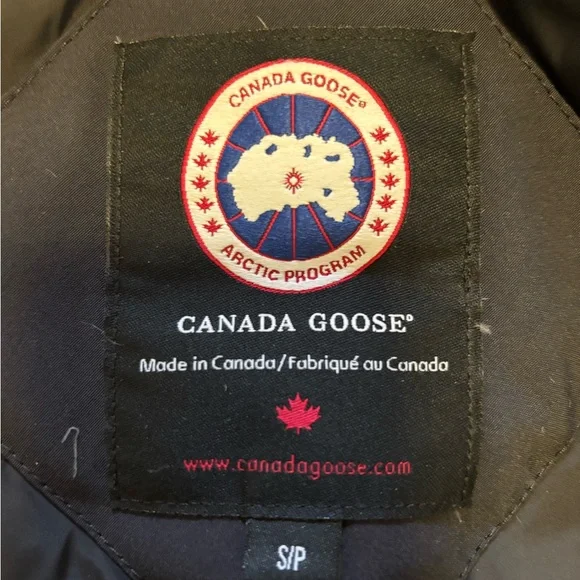 CANADA GOOSE®
ARCTIC PROGRAM
CANADA GOOSE®
Made in Canada/Fabriqué au Canada
www.canadagoose.com
S/P